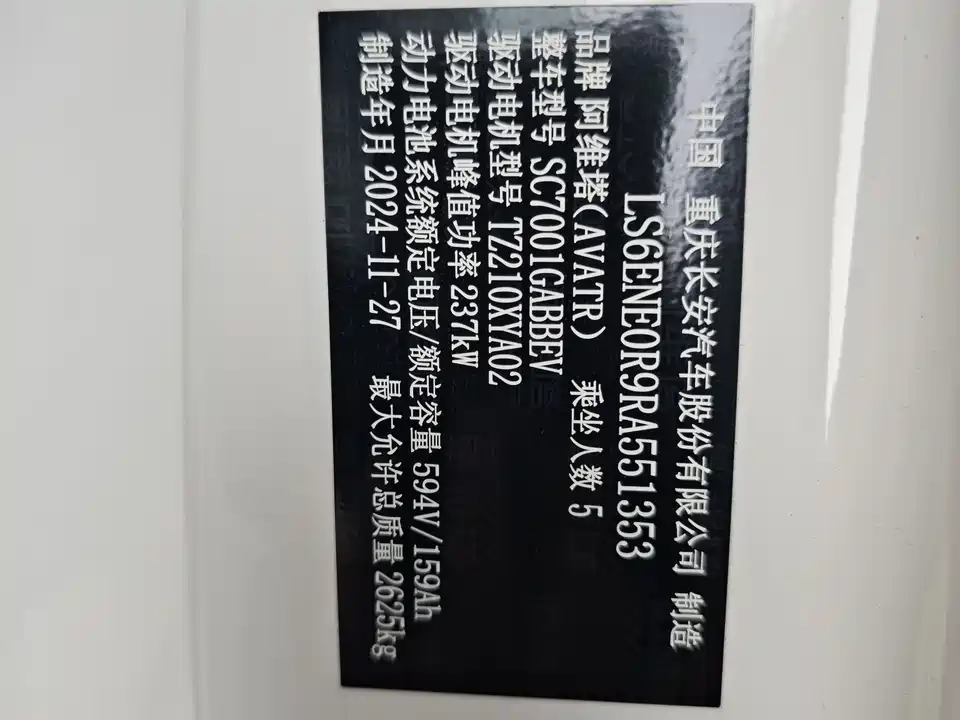 中国 重庆长安汽车股份有限公司 制造
LS6ENE0R9RA551353
品牌 阿维塔(AVATR) 乘坐人数 5
整车型号 SC7001GABBEV
驱动电机型号 TZ210XYA02
驱动电机峰值功率 237kW
动力电池系统额定电压/额定容量 594V/159Ah
制造年月 2024-11-27 最大允许总质量 2625kg